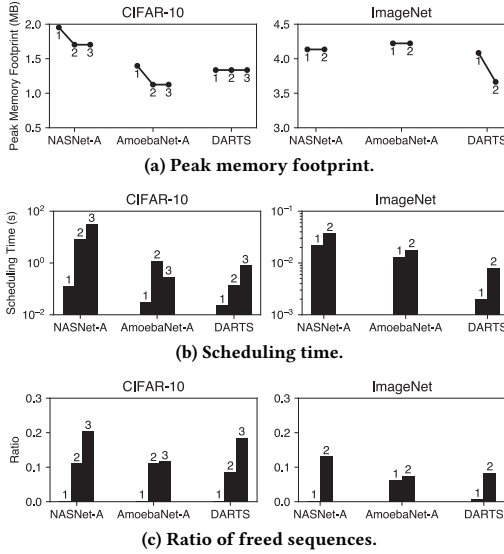 CIFAR-10 ImageNet
Peak Memory Footprint (MB)
2.0 4.5
1.5 4.0
1.0 3.5
0.5 3.0
1 2 3 1 2 3 1 2 3 1 2 1 2 1 2
NASNet-A AmoebaNet-A DARTS NASNet-A AmoebaNet-A DARTS
(a) Peak memory footprint.
CIFAR-10 ImageNet
Scheduling Time (s)
10² 10⁻¹
10⁰ 10⁻²
10⁻² 10⁻³
1 2 3 1 2 3 1 2 3 1 2 1 2 1 2
NASNet-A AmoebaNet-A DARTS NASNet-A AmoebaNet-A DARTS
(b) Scheduling time.
CIFAR-10 ImageNet
Ratio
0.3 0.3
0.2 0.2
0.1 0.1
0.0 0.0
1 2 3 1 2 3 1 2 3 1 2 1 2 1 2
NASNet-A AmoebaNet-A DARTS NASNet-A AmoebaNet-A DARTS
(c) Ratio of freed sequences.